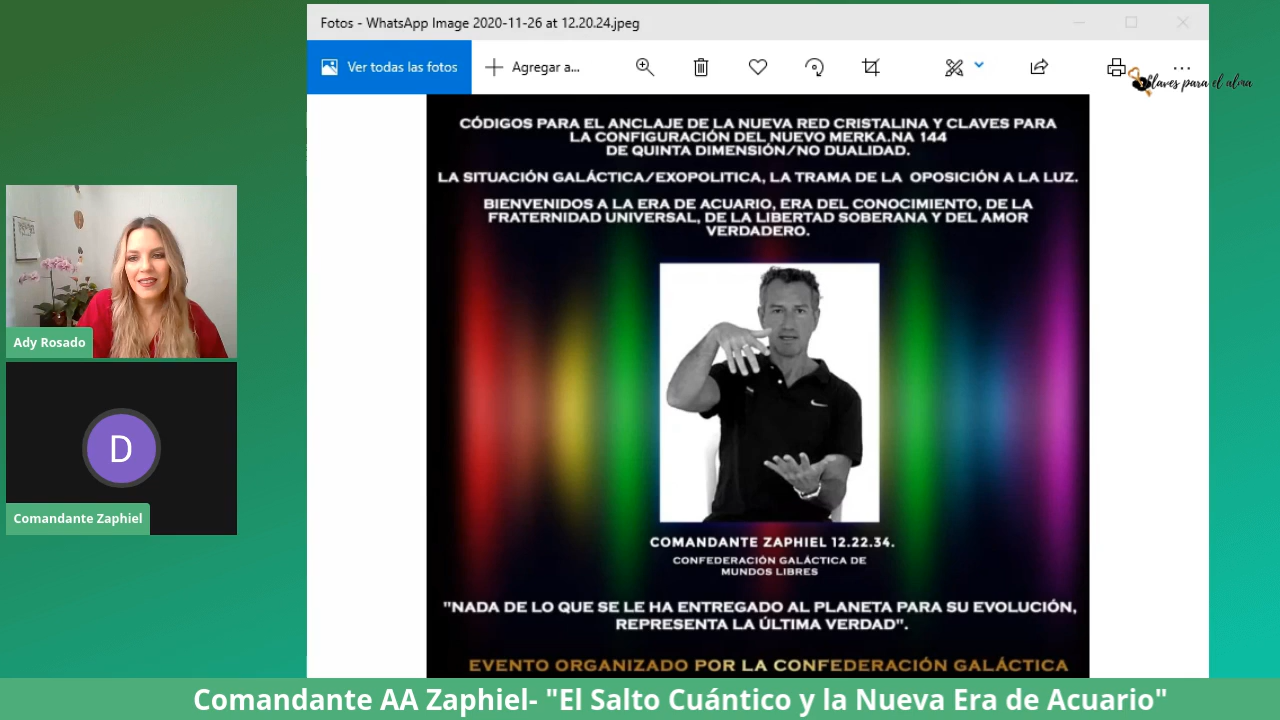 Fotos - WhatsApp Image 2020-11-26 at 12.20.24.jpeg
Ver todas las fotos
Agregar a...
Claves para el alma
CÓDIGOS PARA EL ANCLAJE DE LA NUEVA RED CRISTALINA Y CLAVES PARA
LA CONFIGURACIÓN DEL NUEVO MERKA.NA 144
DE QUINTA DIMENSIÓN/NO DUALIDAD.
LA SITUACIÓN GALÁCTICA/EXOPOLITICA, LA TRAMA DE LA OPOSICIÓN A LA LUZ.
BIENVENIDOS A LA ERA DE ACUARIO, ERA DEL CONOCIMIENTO, DE LA
FRATERNIDAD UNIVERSAL, DE LA LIBERTAD SOBERANA Y DEL AMOR
VERDADERO.
Ady Rosado
D
Comandante Zaphiel
COMANDANTE ZAPHIEL 12.22.34.
CONFEDERACIÓN GALÁCTICA DE
MUNDOS LIBRES
"NADA DE LO QUE SE LE HA ENTREGADO AL PLANETA PARA SU EVOLUCIÓN,
REPRESENTA LA ÚLTIMA VERDAD".
EVENTO ORGANIZADO POR LA CONFEDERACIÓN GALÁCTICA
Comandante AA Zaphiel- "El Salto Cuántico y la Nueva Era de Acuario"